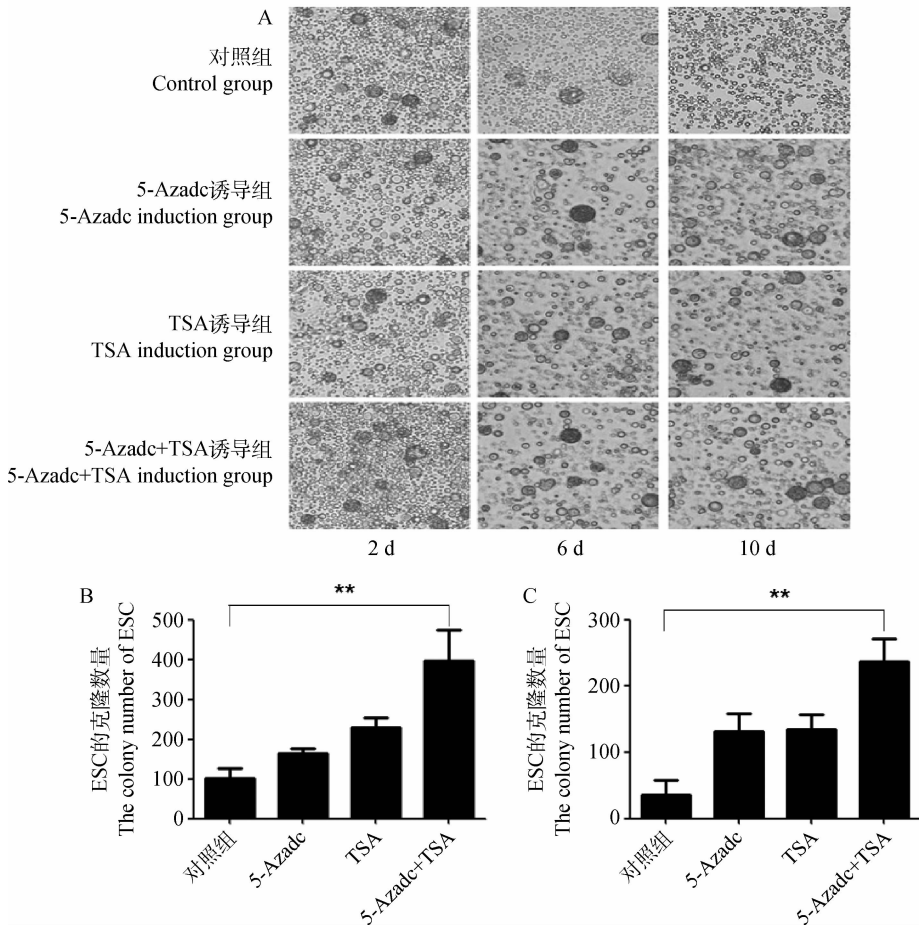 A
对照组
Control group
5-Azadc诱导组
5-Azadc induction group
TSA诱导组
TSA induction group
5-Azadc+TSA诱导组
5-Azadc+TSA induction group
2 d
6 d
10 d
B
**
ESC的克隆数量
The colony number of ESC
500
400
300
200
100
0
对照组
5-Azadc
TSA
5-Azadc+TSA
C
**
ESC的克隆数量
The colony number of ESC
300
200
100
0
对照组
5-Azadc
TSA
5-Azadc+TSA